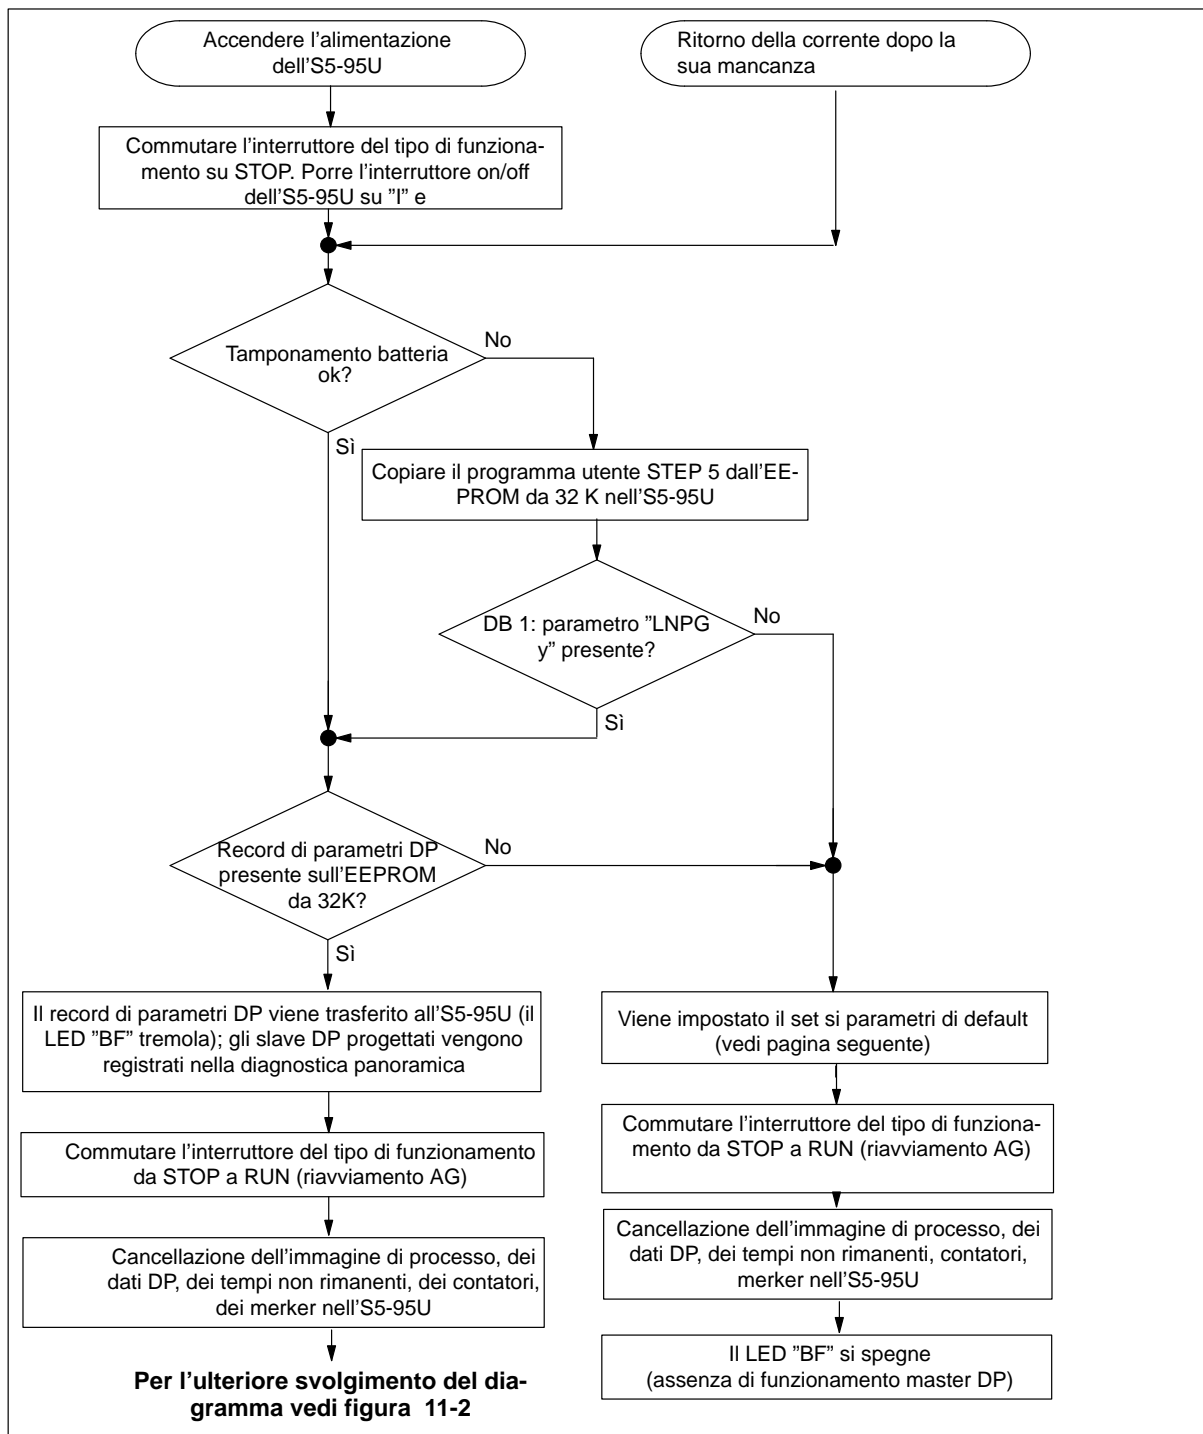 Accendere l’alimentazione
dell’S5-95U
Ritorno della corrente dopo la
sua mancanza
Commutare l’interruttore del tipo di funziona-
mento su STOP. Porre l’interruttore on/off
dell’S5-95U su ”I” e
Tamponamento batteria
ok?
No
Sì
Copiare il programma utente STEP 5 dall’EE-
PROM da 32 K nell’S5-95U
DB 1: parametro ”LNPG
y” presente?
No
Sì
Record di parametri DP
presente sull’EEPROM
da 32K?
No
Sì
Il record di parametri DP viene trasferito all’S5-95U (il
LED ”BF” tremola); gli slave DP progettati vengono
registrati nella diagnostica panoramica
Viene impostato il set si parametri di default
(vedi pagina seguente)
Commutare l’interruttore del tipo di funzionamento
da STOP a RUN (riavviamento AG)
Commutare l’interruttore del tipo di funziona-
mento da STOP a RUN (riavviamento AG)
Cancellazione dell’immagine di processo, dei
dati DP, dei tempi non rimanenti, dei contatori,
dei merker nell’S5-95U
Cancellazione dell’immagine di processo, dei
dati DP, dei tempi non rimanenti, contatori,
merker nell’S5-95U
Il LED ”BF” si spegne
(assenza di funzionamento master DP)
Per l’ulteriore svolgimento del dia-
gramma vedi figura 11-2